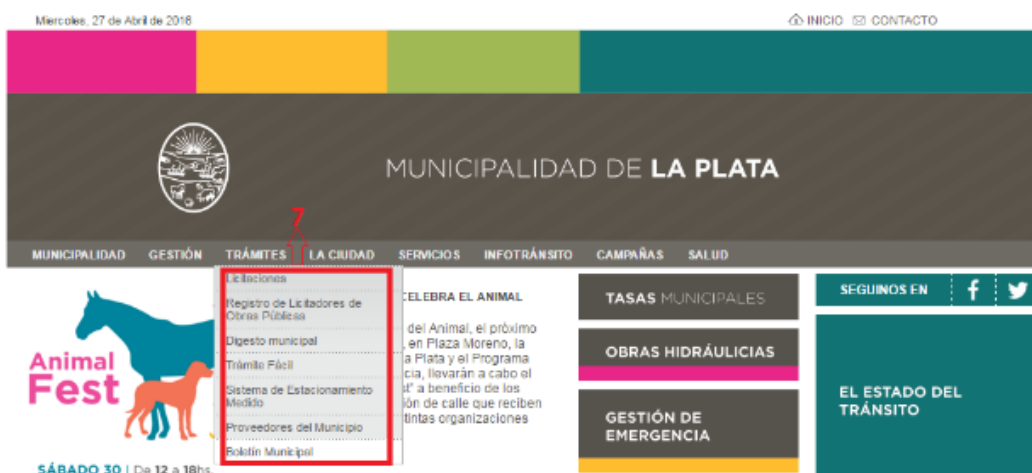 Miercoles, 27 de Abril de 2016
INICIO
CONTACTO
MUNICIPALIDAD DE LA PLATA
7
MUNICIPALIDAD
GESTIÓN
TRÁMITES
LA CIUDAD
SERVICIOS
INFOTRÁNSITO
CAMPAÑAS
SALUD
Licitaciones
Registro de Licitadores de
Obras Públicas
Digesto municipal
Trámite Fácil
Sistema de Estacionamiento
Medido
Proveedores del Municipio
Boletín Municipal
Animal
Fest
SÁBADO 30 | De 12 a 18hs.
CELEBRA EL ANIMAL
del Animal, el próximo
, en Plaza Moreno, la
a Plata y el Programa
cia, llevarán a cabo el
st" a beneficio de los
ión de calle que reciben
tintas organizaciones
TASAS MUNICIPALES
OBRAS HIDRÁULICIAS
GESTIÓN DE
EMERGENCIA
SEGUINOS EN
EL ESTADO DEL
TRÁNSITO